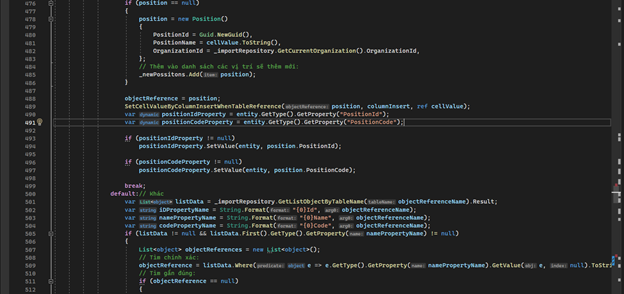 476 if (position == null)
477 {
478 position = new Position()
479 {
480 PositionId = Guid.NewGuid(),
481 PositionName = cellValue.ToString(),
482 OrganizationId = _importRepository.GetCurrentOrganization().OrganizationId,
483 };
484 // Thêm vào danh sách các vị trí sẽ thêm mới:
485 _newPossitons.Add(item: position);
486 }
487
488 objectReference = position;
489 SetCellValueByColumnInsertWhenTableReference(objectReference: position, columnInsert, ref cellValue);
490 var dynamic positionIdProperty = entity.GetType().GetProperty("PositionId");
491 var dynamic positionCodeProperty = entity.GetType().GetProperty("PositionCode");
492
493 if (positionIdProperty != null)
494 positionIdProperty.SetValue(entity, position.PositionId);
495
496 if (positionCodeProperty != null)
497 positionCodeProperty.SetValue(entity, position.PositionCode);
498
499 break;
500 default:// Khác
501 var List<object> listData = _importRepository.GetListObjectByTableName(tableName: objectReferenceName).Result;
502 var string iDPropertyName = String.Format(format: "{0}Id", arg0: objectReferenceName);
503 var string namePropertyName = String.Format(format: "{0}Name", arg0: objectReferenceName);
504 var string codePropertyName = String.Format(format: "{0}Code", arg0: objectReferenceName);
505 if (listData != null && listData.First().GetType().GetProperty(name: namePropertyName) != null)
506 {
507 List<object> objectReferences = new List<object>();
508 // Tìm chính xác:
509 objectReference = listData.Where(predicate: object e => e.GetType().GetProperty(name: namePropertyName).GetValue(obj: e, index: null).ToStri
510 // Tìm gần đúng:
511 if (objectReference == null)
512 {